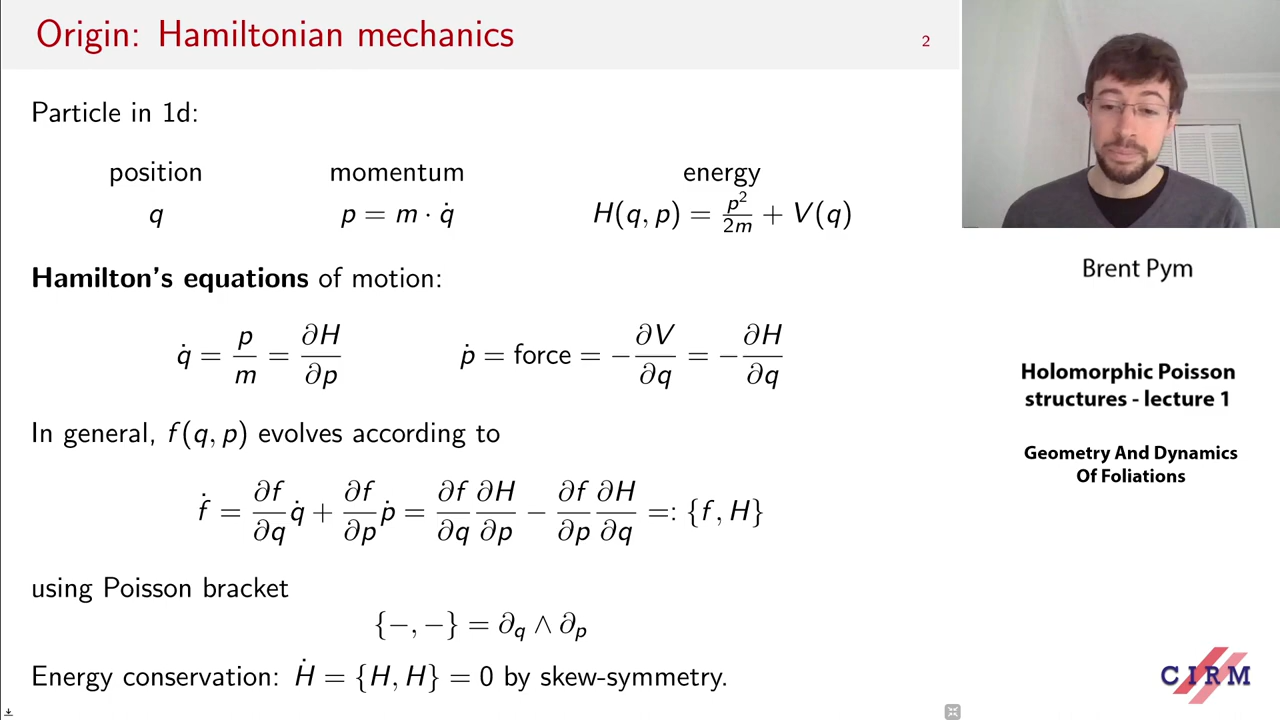 Origin: Hamiltonian mechanics
2
Particle in 1d:
position momentum energy
q p = m · q̇ H(q, p) = p²/2m + V(q)
Hamilton's equations of motion:
q̇ = p/m = ∂H/∂p ṗ = force = −∂V/∂q = −∂H/∂q
In general, f(q, p) evolves according to
ḟ = ∂f/∂q q̇ + ∂f/∂p ṗ = ∂f/∂q ∂H/∂p − ∂f/∂p ∂H/∂q =: {f, H}
using Poisson bracket
{−, −} = ∂q ∧ ∂p
Energy conservation: Ḣ = {H, H} = 0 by skew-symmetry.
Brent Pym
Holomorphic Poisson
structures - lecture 1
Geometry And Dynamics
Of Foliations
CIRM